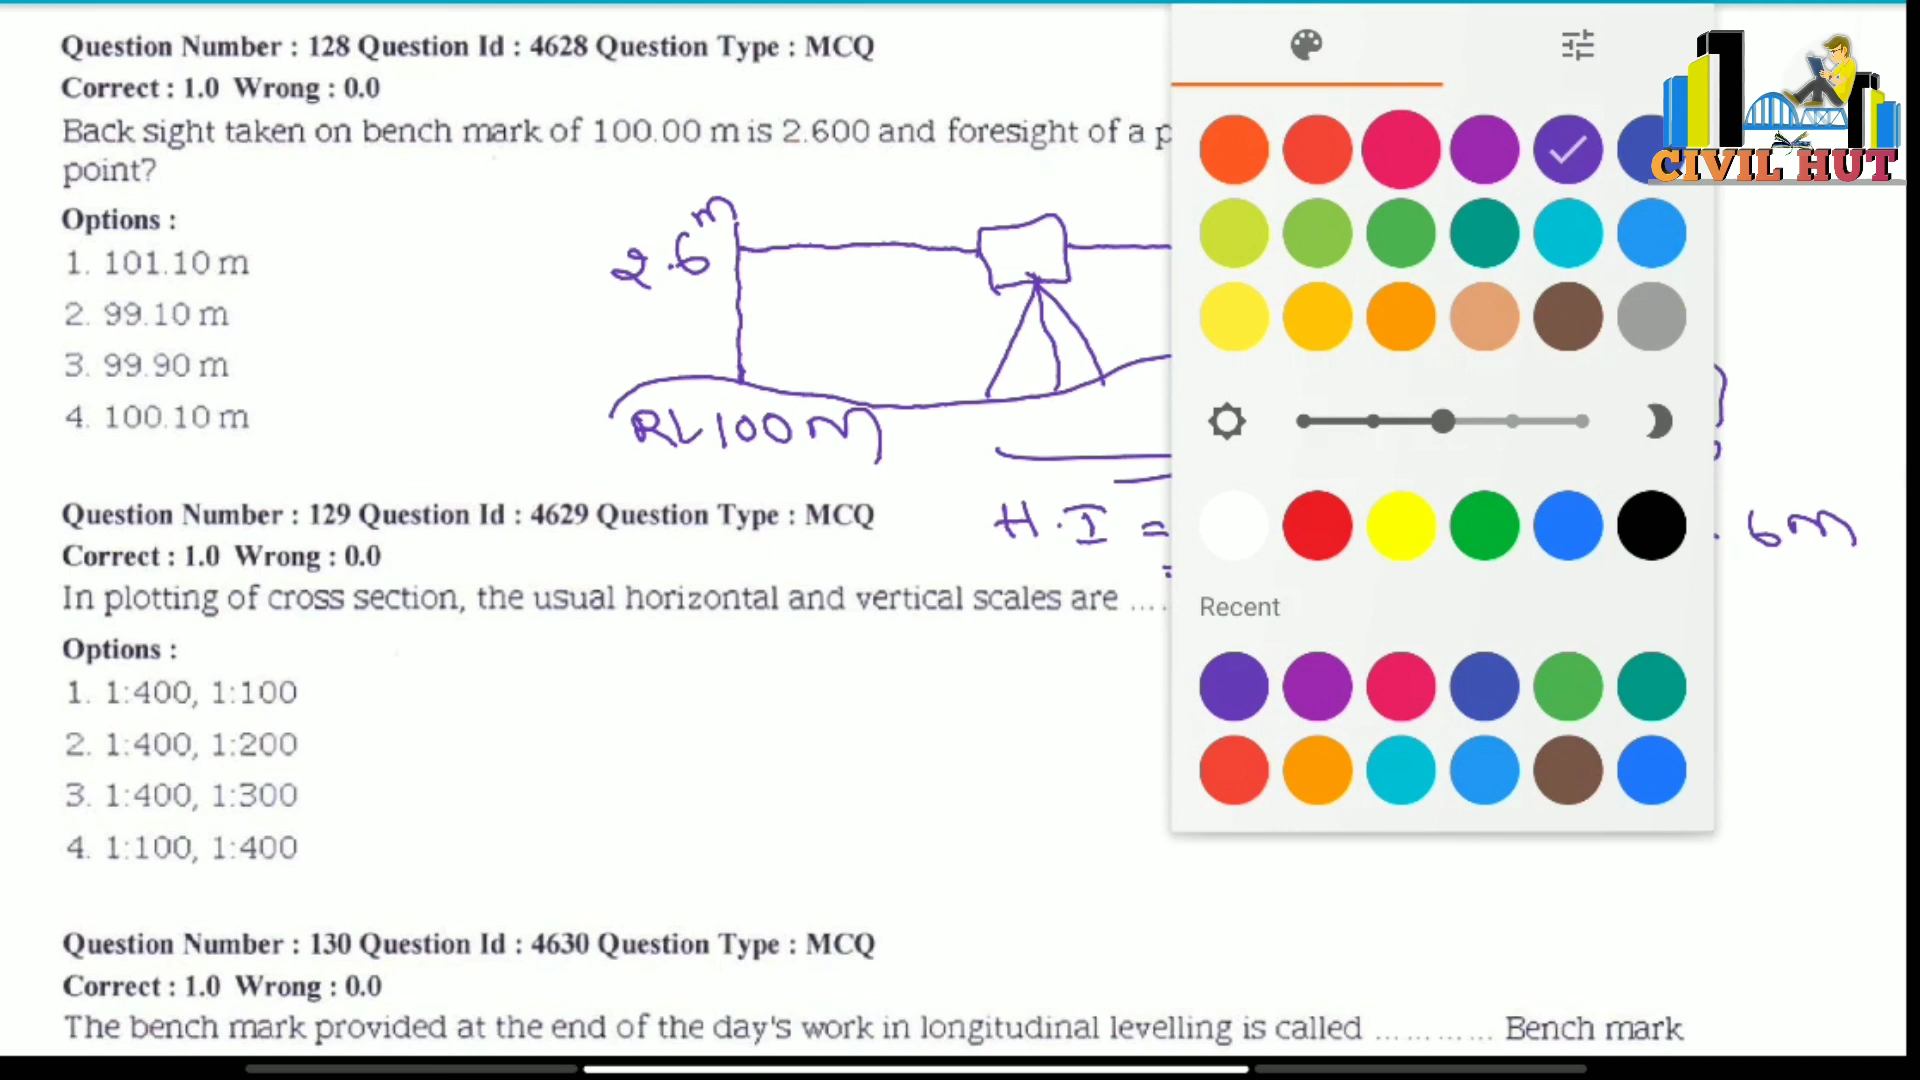 Question Number : 128 Question Id : 4628 Question Type : MCQ
Correct : 1.0 Wrong : 0.0
Back sight taken on bench mark of 100.00 m is 2.600 and foresight of a p
point?
Options :
1. 101.10 m
2. 99.10 m
3. 99.90 m
4. 100.10 m
2.6 m
RL 100 m
H.I =
. 6m
Question Number : 129 Question Id : 4629 Question Type : MCQ
Correct : 1.0 Wrong : 0.0
In plotting of cross section, the usual horizontal and vertical scales are ....
Options :
1. 1:400, 1:100
2. 1:400, 1:200
3. 1:400, 1:300
4. 1:100, 1:400
Question Number : 130 Question Id : 4630 Question Type : MCQ
Correct : 1.0 Wrong : 0.0
The bench mark provided at the end of the day's work in longitudinal levelling is called ............ Bench mark
Recent
CIVIL HUT